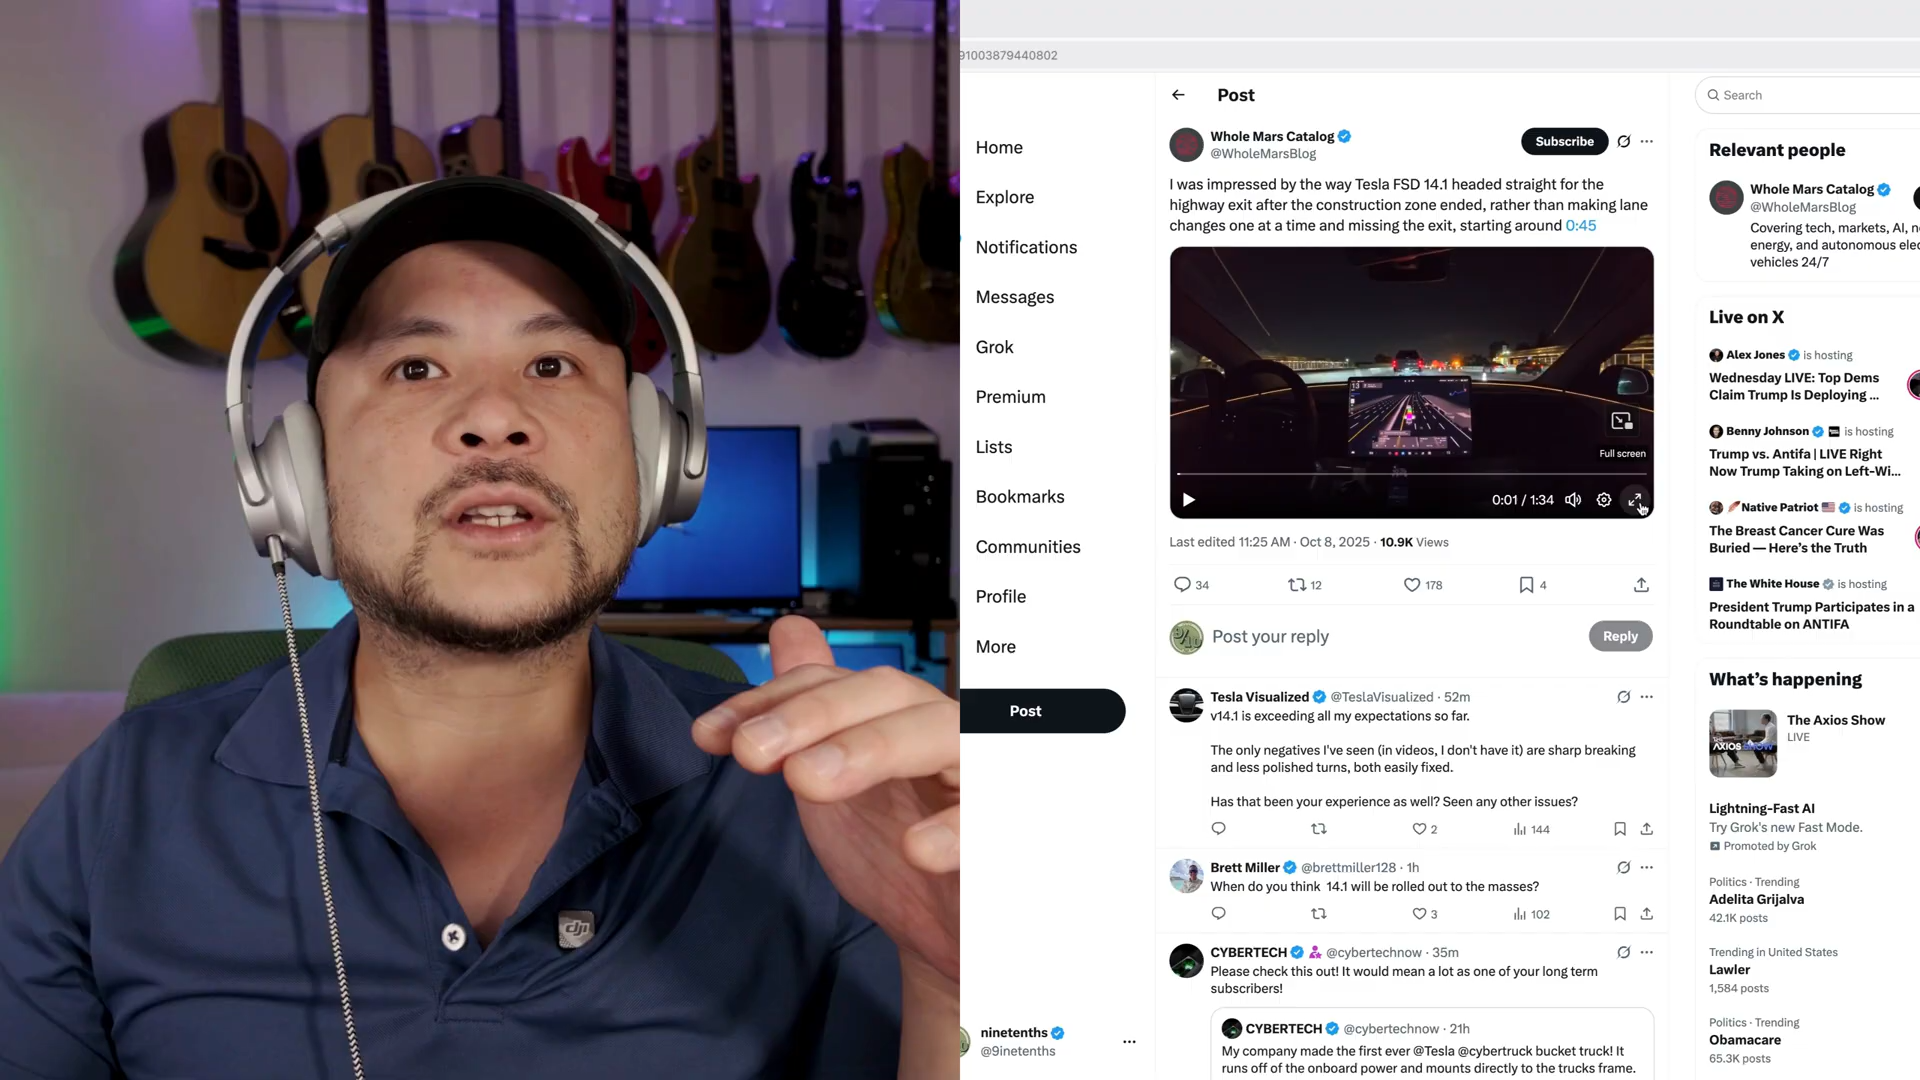 91003879440802
Post
Search
Home
Explore
Notifications
Messages
Grok
Premium
Lists
Bookmarks
Communities
Profile
More
Post
ninetenths
@9inetenths
Whole Mars Catalog
@WholeMarsBlog
Subscribe
I was impressed by the way Tesla FSD 14.1 headed straight for the
highway exit after the construction zone ended, rather than making lane
changes one at a time and missing the exit, starting around 0:45
Full screen
0:01 / 1:34
Last edited 11:25 AM · Oct 8, 2025 · 10.9K Views
34 12 178 4
Post your reply
Reply
Tesla Visualized @TeslaVisualized · 52m
v14.1 is exceeding all my expectations so far.
The only negatives I've seen (in videos, I don't have it) are sharp breaking
and less polished turns, both easily fixed.
Has that been your experience as well? Seen any other issues?
2 144
Brett Miller @brettmiller128 · 1h
When do you think 14.1 will be rolled out to the masses?
3 102
CYBERTECH @cybertechnow · 35m
Please check this out! It would mean a lot as one of your long term
subscribers!
CYBERTECH @cybertechnow · 21h
My company made the first ever @Tesla @cybertruck bucket truck! It
runs off of the onboard power and mounts directly to the trucks frame.
Relevant people
Whole Mars Catalog
@WholeMarsBlog
Covering tech, markets, AI, n
energy, and autonomous elec
vehicles 24/7
Live on X
Alex Jones is hosting
Wednesday LIVE: Top Dems
Claim Trump Is Deploying ...
Benny Johnson is hosting
Trump vs. Antifa | LIVE Right
Now Trump Taking on Left-Wi...
Native Patriot is hosting
The Breast Cancer Cure Was
Buried — Here's the Truth
The White House is hosting
President Trump Participates in a
Roundtable on ANTIFA
What's happening
THE
AXIOS SHOW
The Axios Show
LIVE
Lightning-Fast AI
Try Grok's new Fast Mode.
Promoted by Grok
Politics · Trending
Adelita Grijalva
42.1K posts
Trending in United States
Lawler
1,584 posts
Politics · Trending
Obamacare
65.3K posts
dji